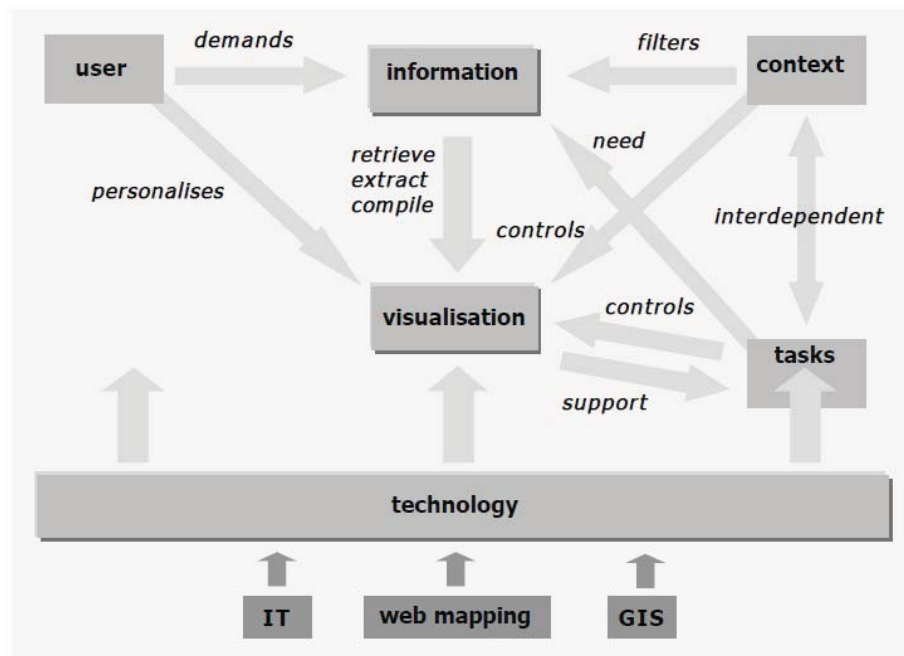 demands
filters
user
information
context
retrieve
extract
compile
need
personalises
controls
interdependent
visualisation
controls
tasks
support
technology
IT
web mapping
GIS